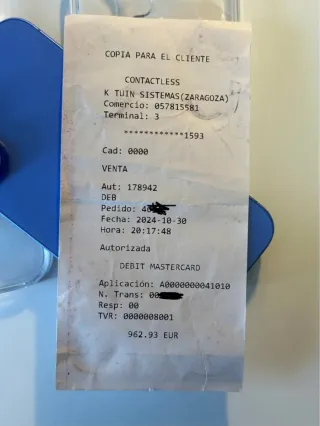 COPIA PARA EL CLIENTE
CONTACTLESS
K TUIN SISTEMAS(ZARAGOZA)
Comercio: 057815581
Terminal: 3
************1593
Cad: 0000
VENTA
Aut: 178942
DEB
Pedido:
Fecha: 2024-10-30
Hora: 20:17:48
Autorizada
DEBIT MASTERCARD
Aplicación: A0000000041010
N. Trans: 00
Resp: 00
TVR: 0000008001
962.93 EUR